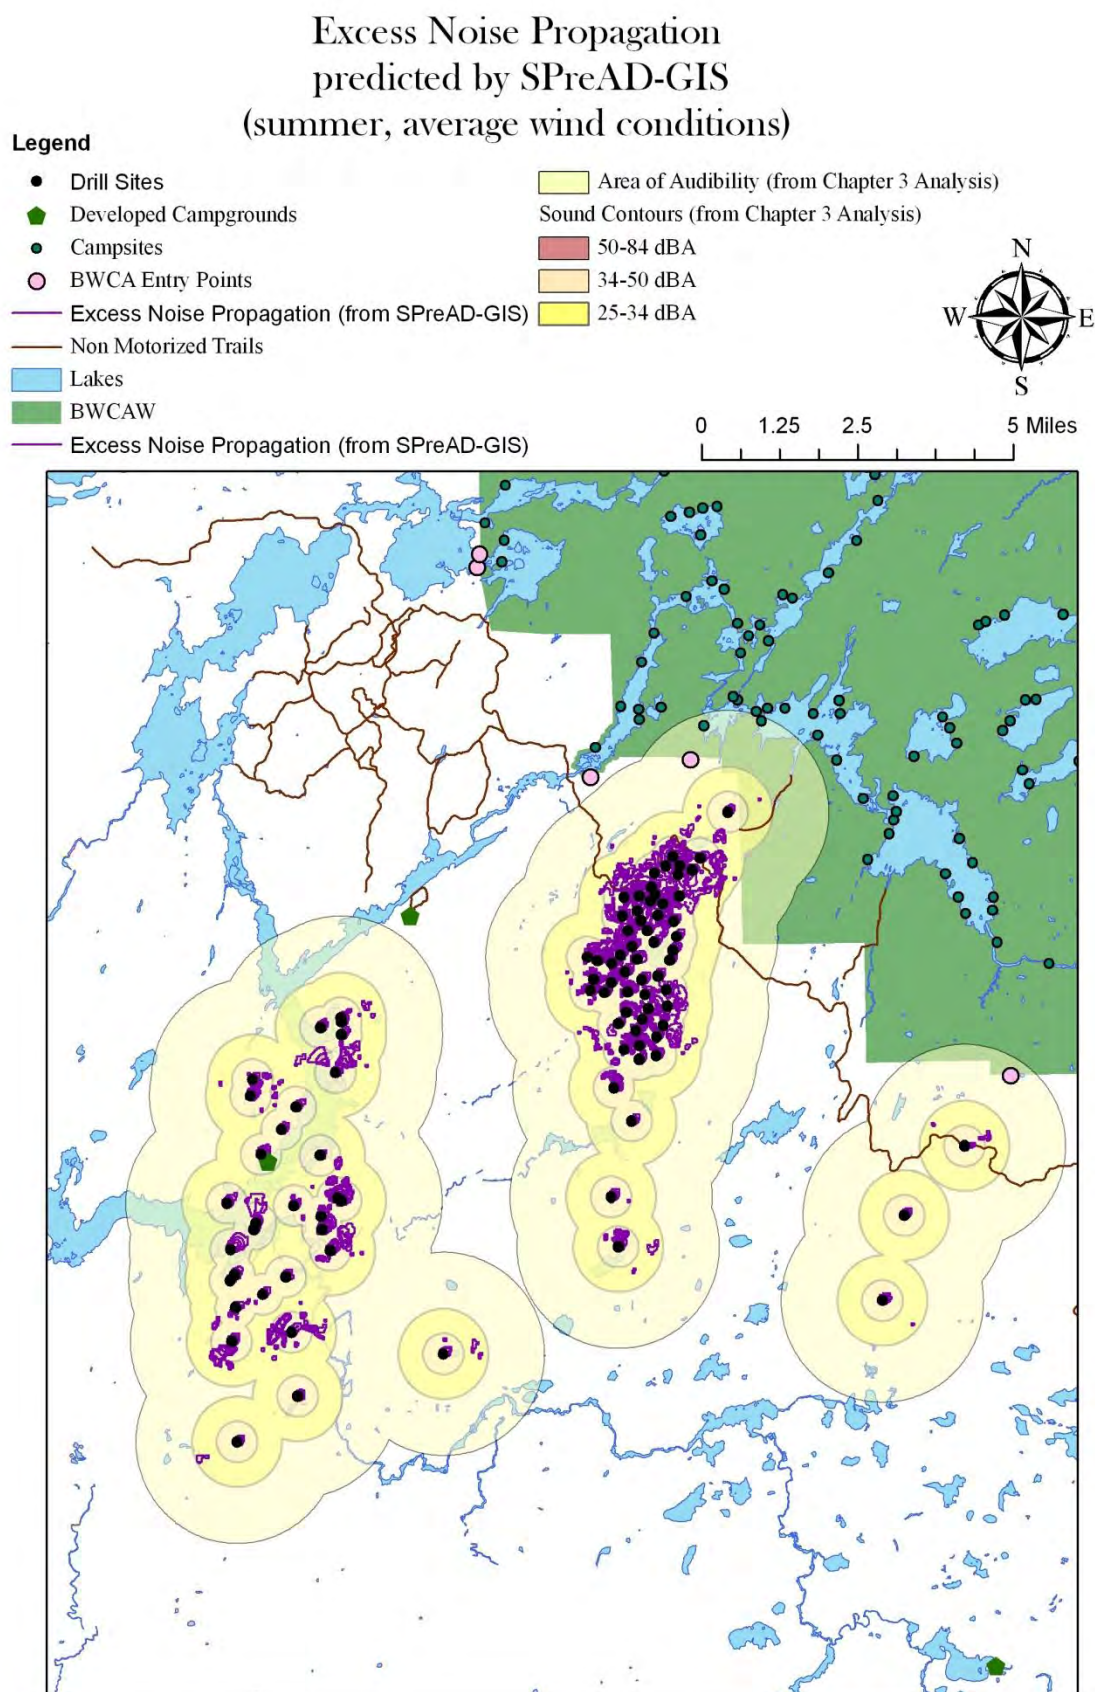 Excess Noise Propagation
predicted by SPreAD-GIS
(summer, average wind conditions)
Legend
Drill Sites
Developed Campgrounds
Campsites
BWCA Entry Points
Excess Noise Propagation (from SPreAD-GIS)
Non Motorized Trails
Lakes
BWCAW
Excess Noise Propagation (from SPreAD-GIS)
Area of Audibility (from Chapter 3 Analysis)
Sound Contours (from Chapter 3 Analysis)
50-84 dBA
34-50 dBA
25-34 dBA
N
W E
S
0 1.25 2.5 5 Miles